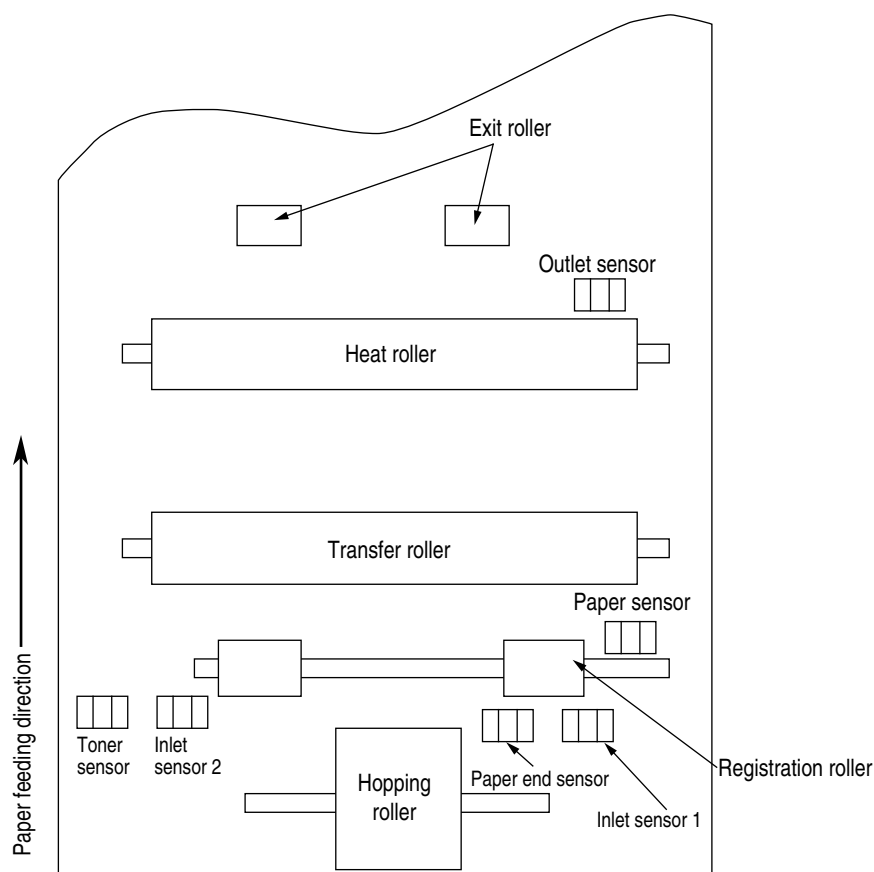 Exit roller
Outlet sensor
Heat roller
Transfer roller
Paper sensor
Paper feeding direction
Toner
sensor
Inlet
sensor 2
Hopping
roller
Paper end sensor
Registration roller
Inlet sensor 1